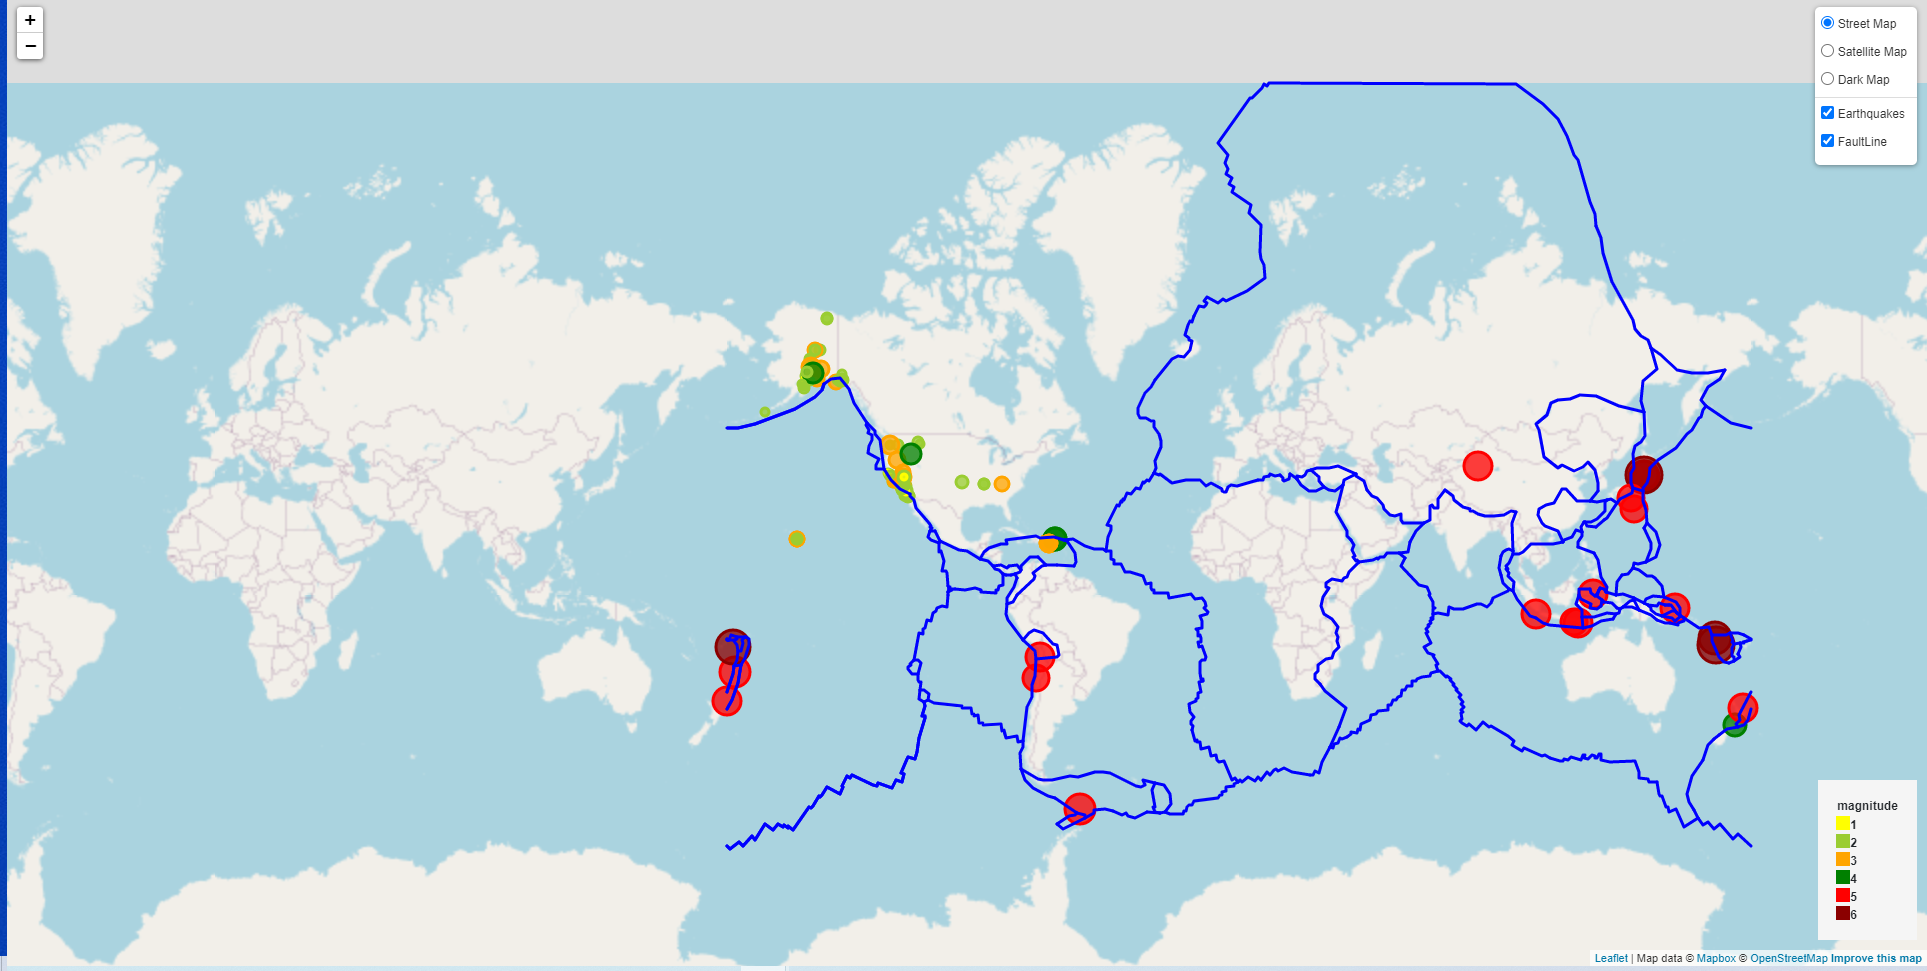 +
−
Street Map
Satellite Map
Dark Map
Earthquakes
FaultLine
magnitude
1
2
3
4
5
6
Leaflet | Map data © Mapbox © OpenStreetMap Improve this map